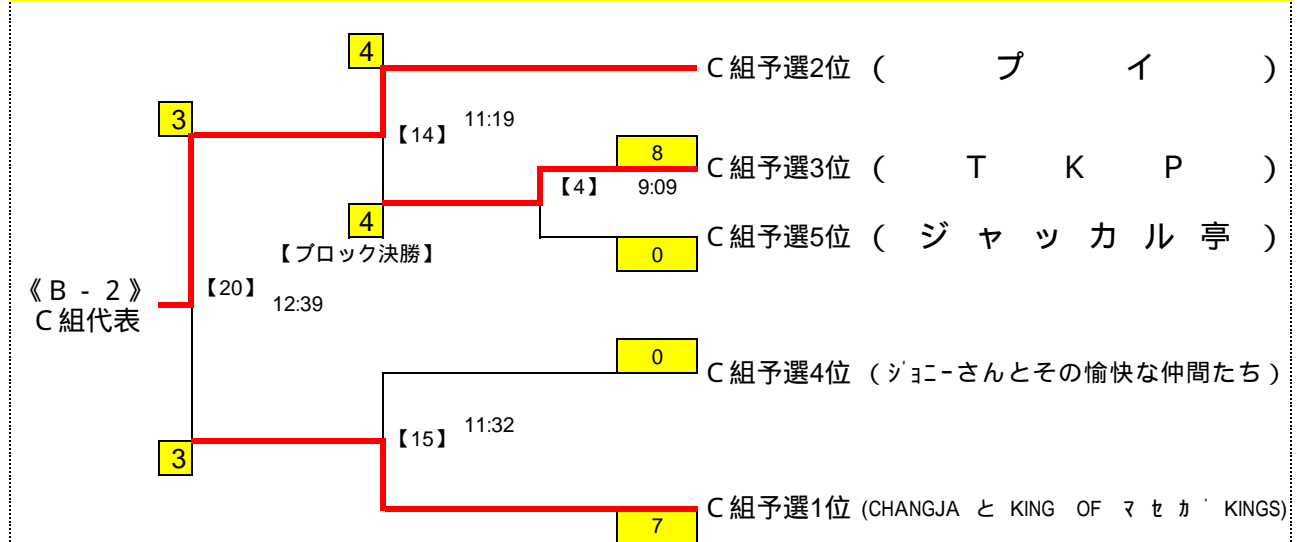 4
C組予選2位 ( プイ )
3
【14】 11:19
8
C組予選3位 ( TKP )
【4】 9:09
4
C組予選5位 ( ジャッカル亭 )
0
【ブロック決勝】
《B-2》
C組代表
【20】
12:39
0
C組予選4位 (ジョニーさんとその愉快な仲間たち)
【15】 11:32
3
C組予選1位 (CHANGJA と KING OF マセガ KINGS)
7